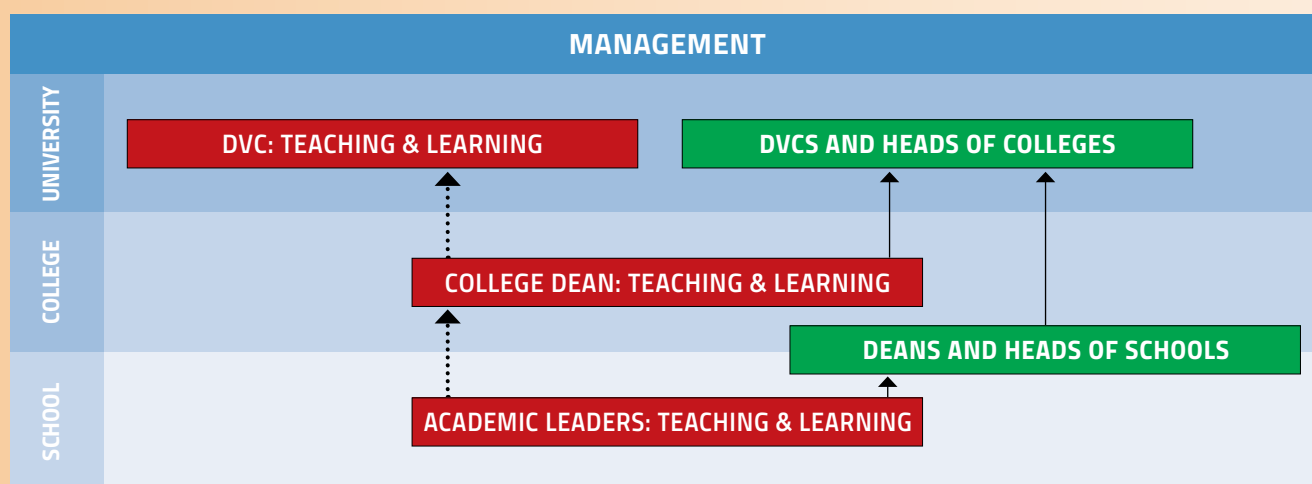 MANAGEMENT
UNIVERSITY
DVC: TEACHING & LEARNING
DVCS AND HEADS OF COLLEGES
COLLEGE
COLLEGE DEAN: TEACHING & LEARNING
DEANS AND HEADS OF SCHOOLS
SCHOOL
ACADEMIC LEADERS: TEACHING & LEARNING